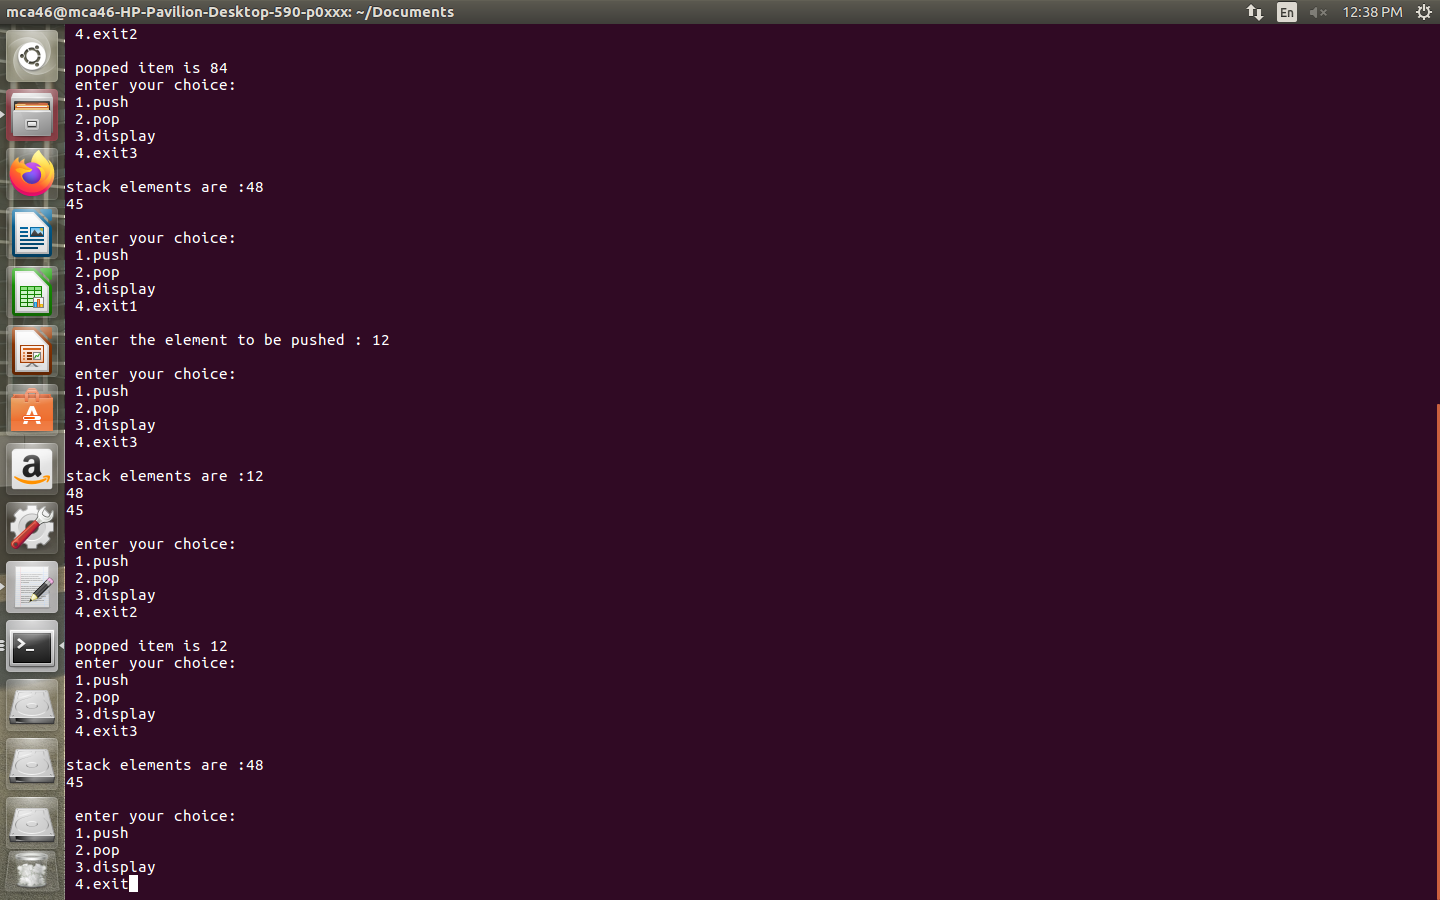 mca46@mca46-HP-Pavilion-Desktop-590-p0xxx: ~/Documents
En
12:38 PM
4.exit2
popped item is 84
enter your choice:
1.push
2.pop
3.display
4.exit3
stack elements are :48
45
enter your choice:
1.push
2.pop
3.display
4.exit1
enter the element to be pushed : 12
enter your choice:
1.push
2.pop
3.display
4.exit3
stack elements are :12
48
45
enter your choice:
1.push
2.pop
3.display
4.exit2
popped item is 12
enter your choice:
1.push
2.pop
3.display
4.exit3
stack elements are :48
45
enter your choice:
1.push
2.pop
3.display
4.exit